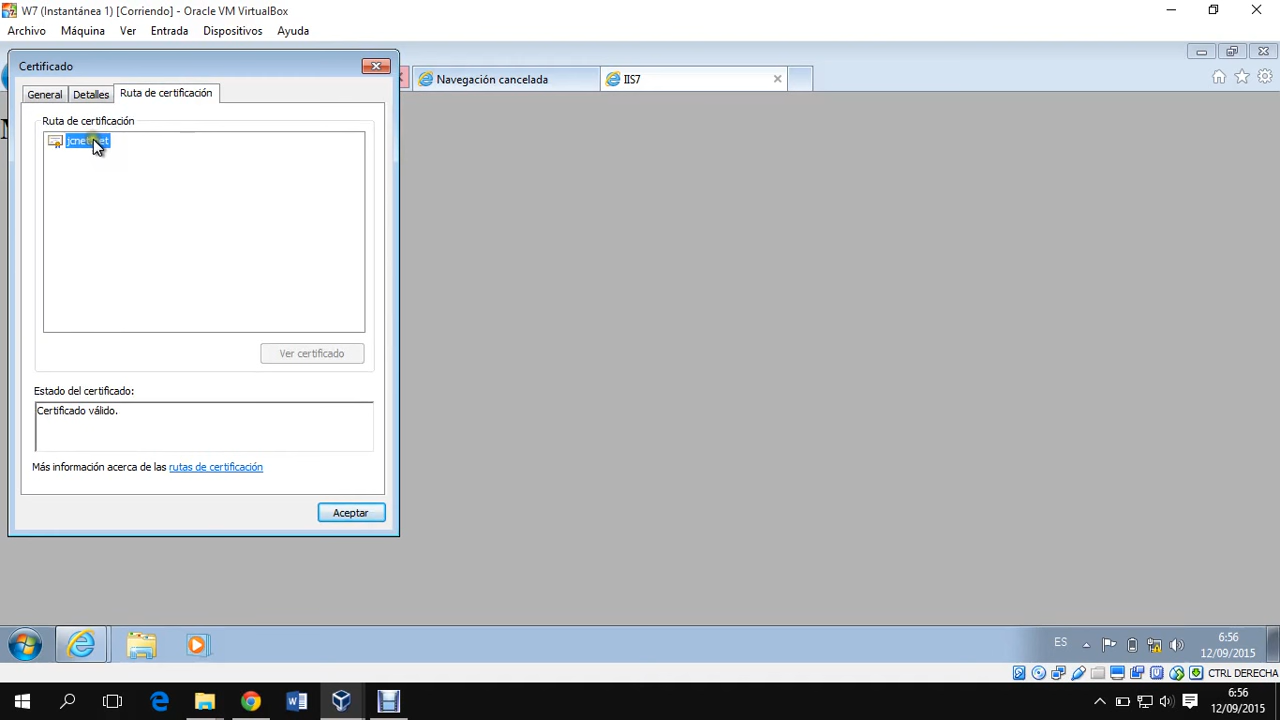 W7 (Instantánea 1) [Corriendo] - Oracle VM VirtualBox
Archivo Máquina Ver Entrada Dispositivos Ayuda
Certificado
Navegación cancelada
IIS7
General Detalles Ruta de certificación
Ruta de certificación
Ver certificado
Estado del certificado:
Certificado válido.
Más información acerca de las rutas de certificación
Aceptar
ES
6:56
12/09/2015
CTRL DERECHA
6:56
12/09/2015